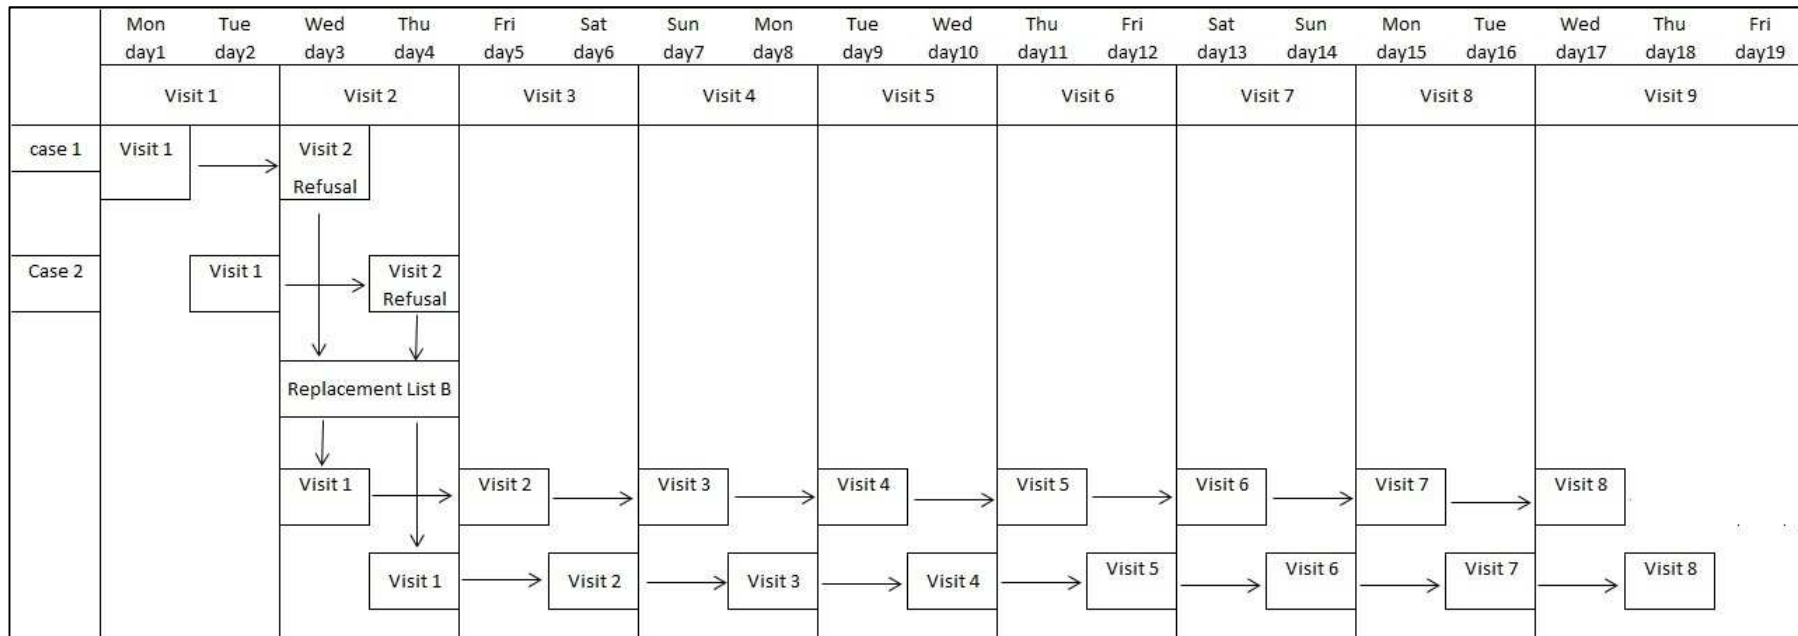 Mon Tue Wed Thu Fri Sat Sun Mon Tue Wed Thu Fri Sat Sun Mon Tue Wed Thu Fri
day1 day2 day3 day4 day5 day6 day7 day8 day9 day10 day11 day12 day13 day14 day15 day16 day17 day18 day19
Visit 1 Visit 2 Visit 3 Visit 4 Visit 5 Visit 6 Visit 7 Visit 8 Visit 9
case 1 Visit 1 Visit 2
Refusal
Case 2 Visit 1 Visit 2
Refusal
Replacement List B
Visit 1 Visit 2 Visit 3 Visit 4 Visit 5 Visit 6 Visit 7 Visit 8
Visit 1 Visit 2 Visit 3 Visit 4 Visit 5 Visit 6 Visit 7 Visit 8